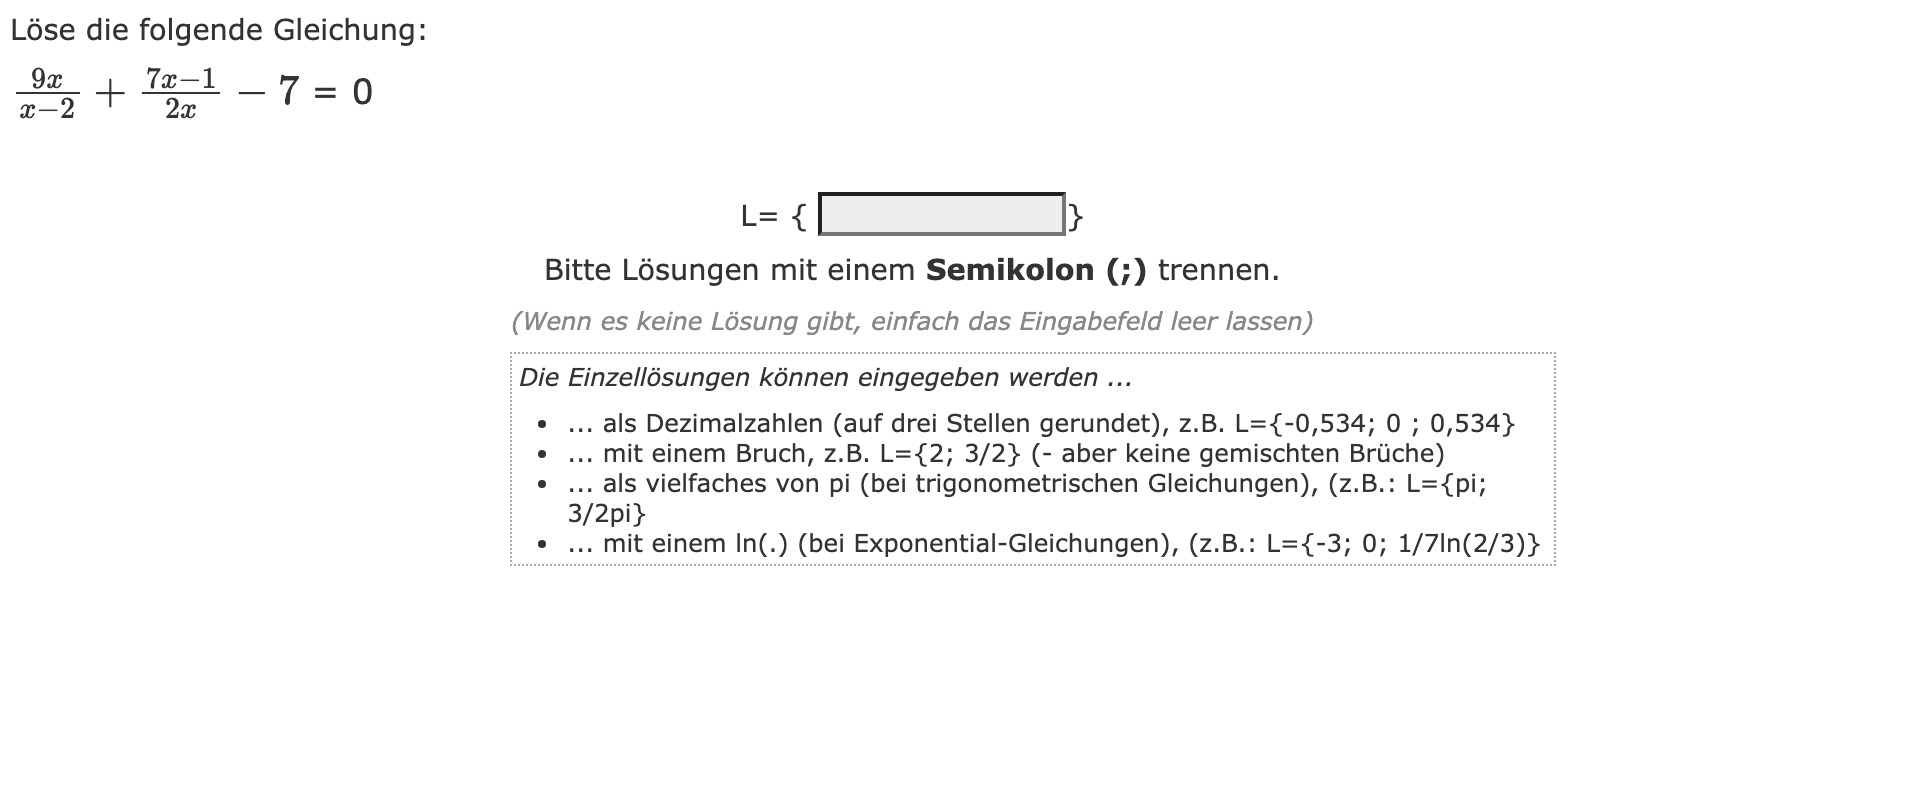 Löse die folgende Gleichung:
\frac{9x}{x−2} + \frac{7x−1}{2x} − 7 = 0
L= { }
Bitte Lösungen mit einem Semikolon (;) trennen.
(Wenn es keine Lösung gibt, einfach das Eingabefeld leer lassen)
Die Einzellösungen können eingegeben werden ...
• ... als Dezimalzahlen (auf drei Stellen gerundet), z.B. L={-0,534; 0 ; 0,534}
• ... mit einem Bruch, z.B. L={2; 3/2} (- aber keine gemischten Brüche)
• ... als vielfaches von pi (bei trigonometrischen Gleichungen), (z.B.: L={pi;
3/2pi}
• ... mit einem ln(.) (bei Exponential-Gleichungen), (z.B.: L={-3; 0; 1/7ln(2/3)}